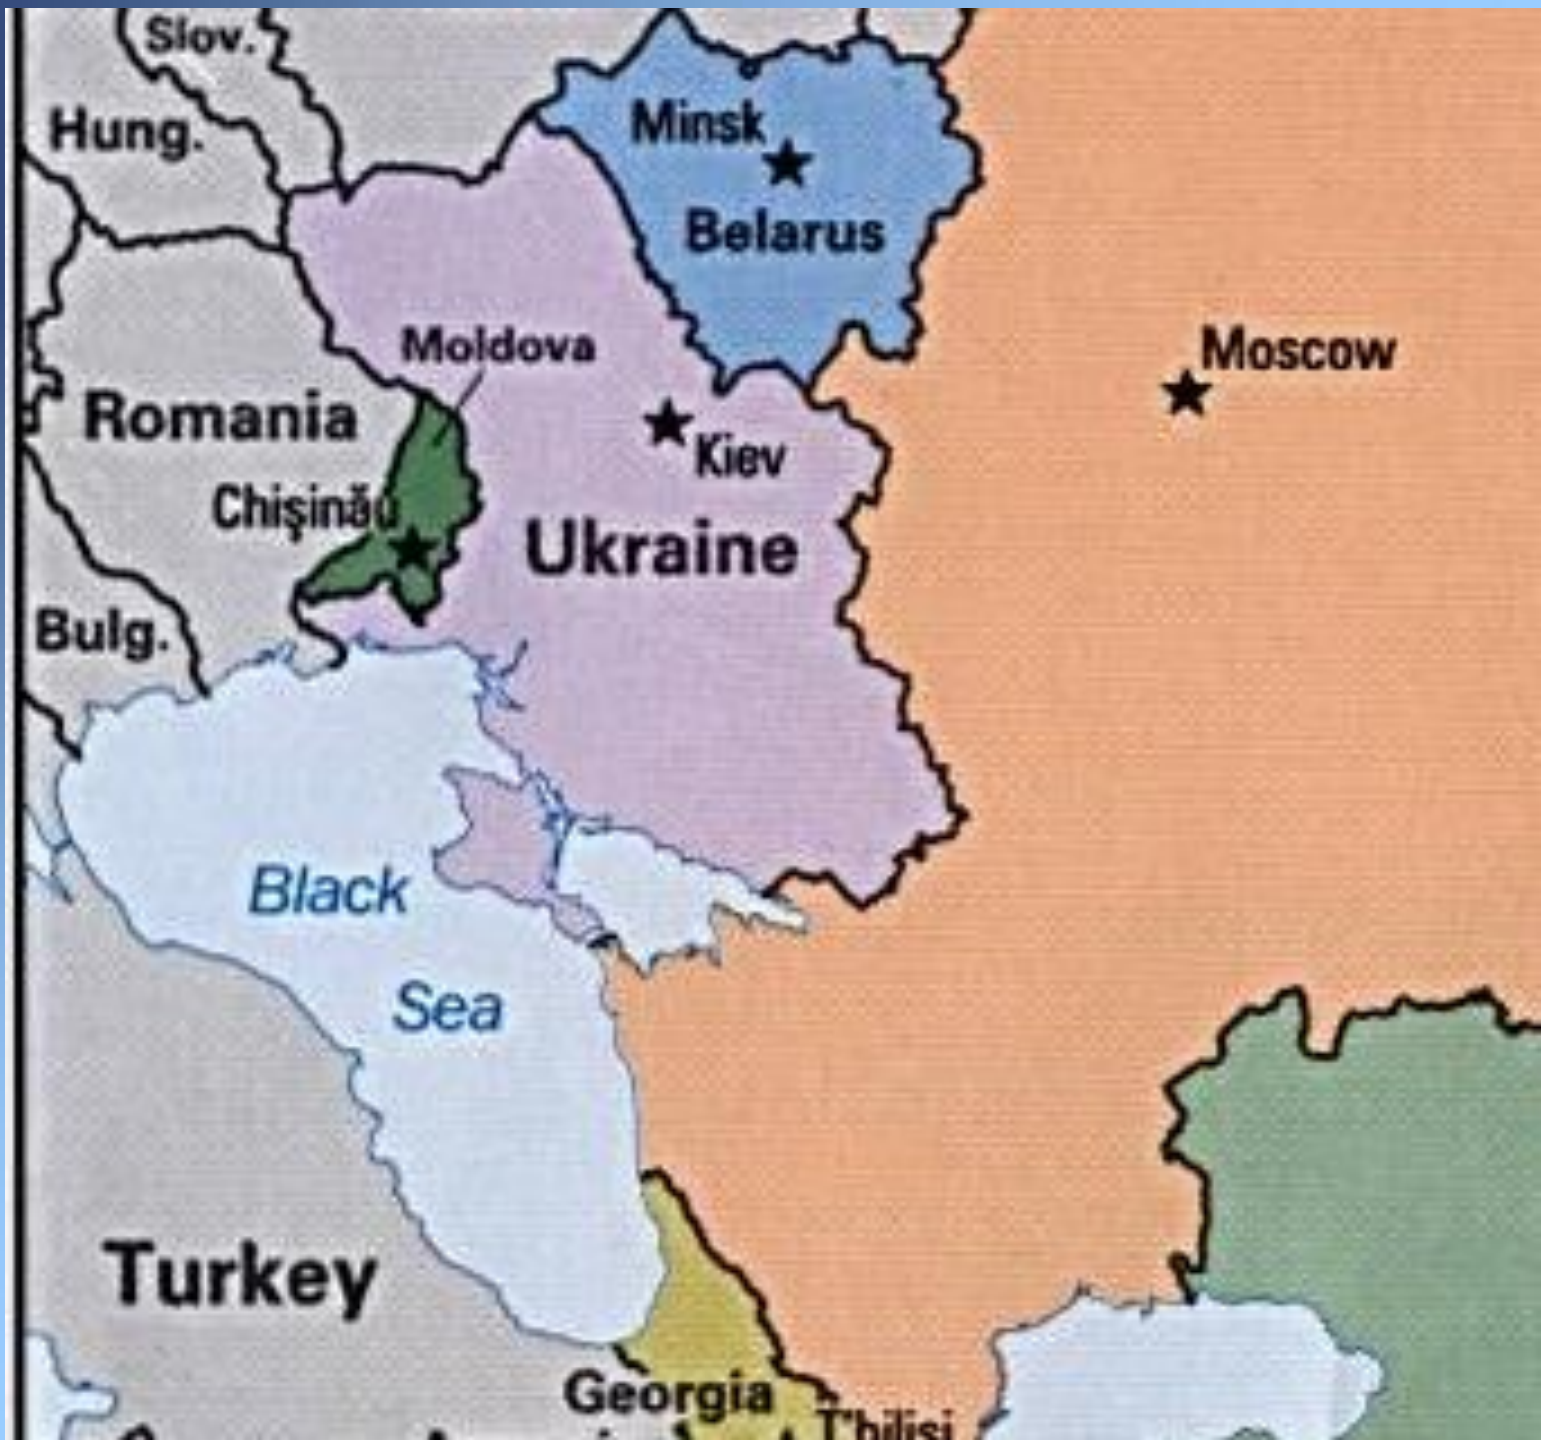 Slov.
Hung.
Minsk
Belarus
Moldova
Moscow
Romania
Kiev
Chişinău
Ukraine
Bulg.
Black
Sea
Turkey
Georgia
T'bilisi